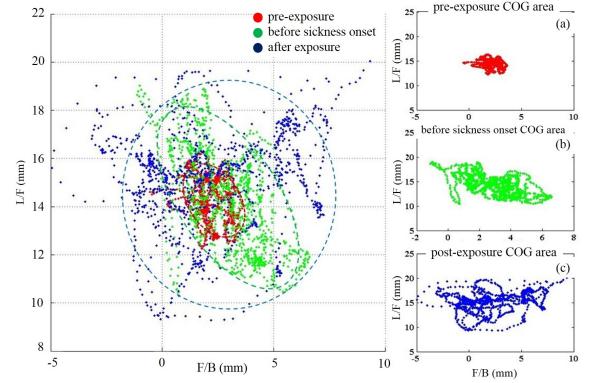 pre-exposure
before sickness onset
after exposure
22
20
18
16
14
12
10
8
L/F (mm)
-5
0
5
10
F/B (mm)
pre-exposure COG area
(a)
25
20
15
10
5
L/F (mm)
-5
0
5
10
before sickness onset COG area
(b)
25
20
15
10
5
L/F (mm)
-2
0
2
4
6
8
post-exposure COG area
(c)
25
20
15
10
5
L/F (mm)
-5
0
5
10
F/B (mm)